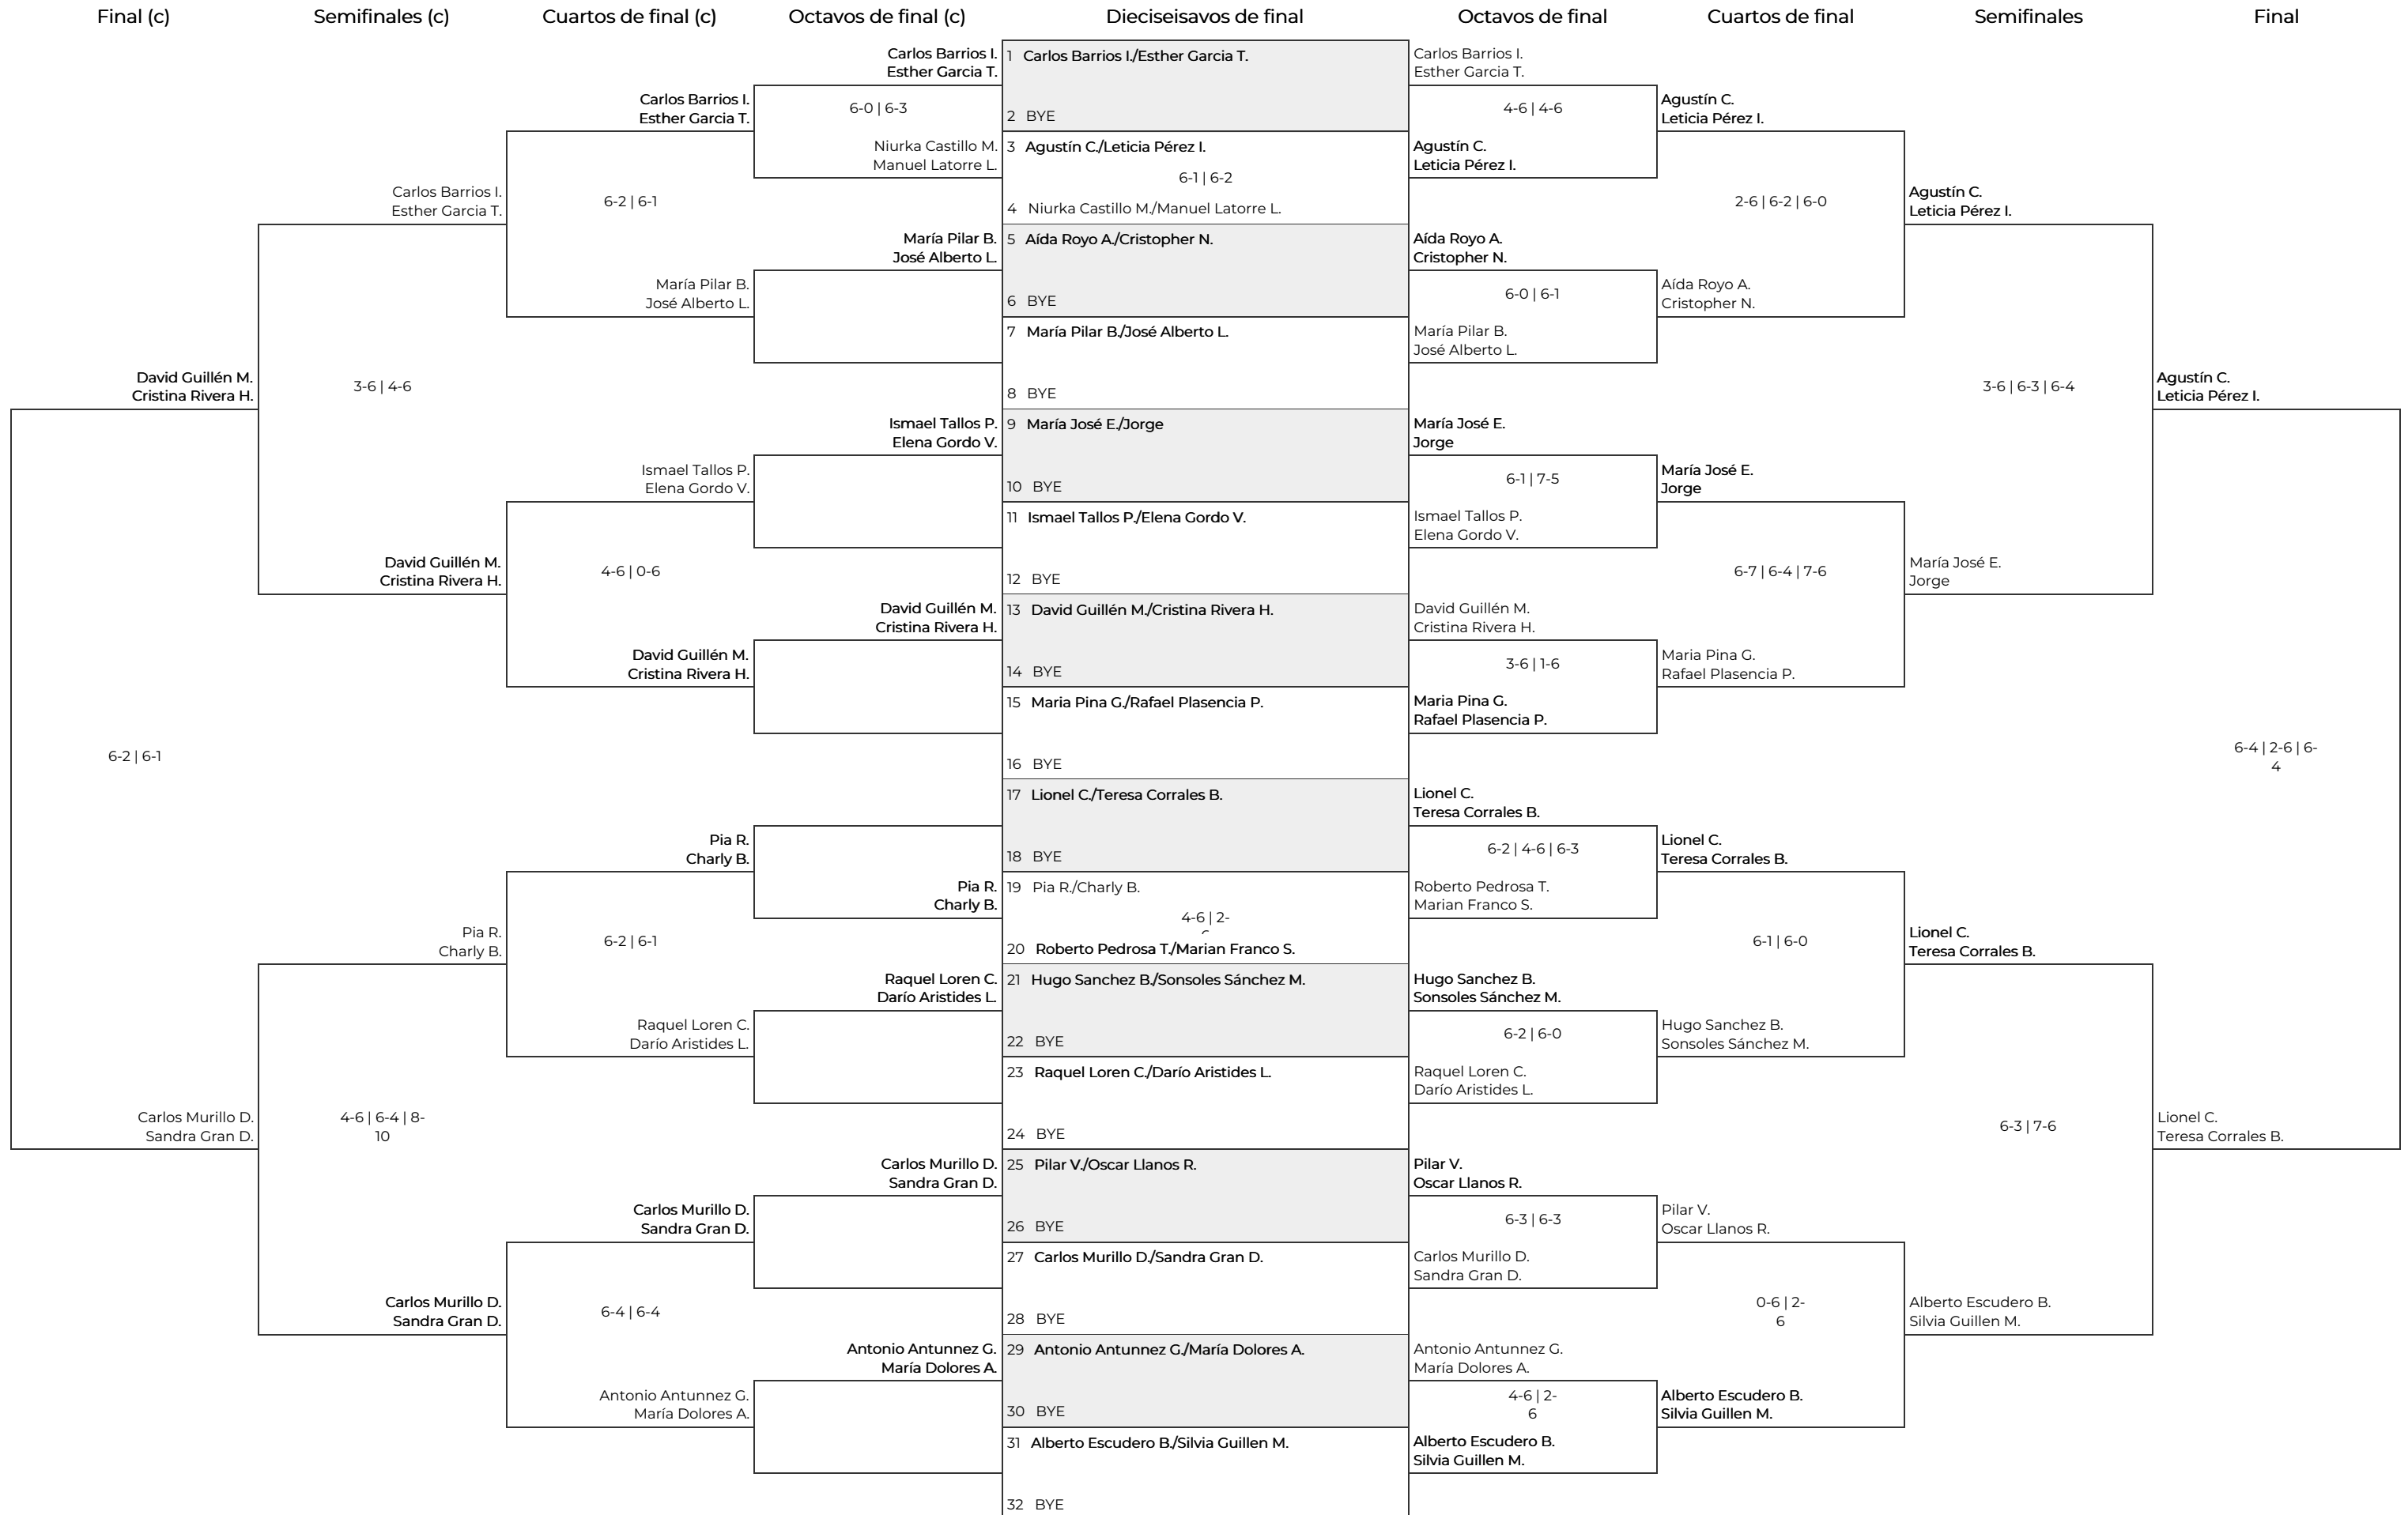 Final (c)
Semifinales (c)
Cuartos de final (c)
Octavos de final (c)
Dieciseisavos de final
Octavos de final
Cuartos de final
Semifinales
Final
David Guillén M.
Cristina Rivera H.
6-2 | 6-1
Carlos Murillo D.
Sandra Gran D.
Carlos Barrios I.
Esther Garcia T.
3-6 | 4-6
David Guillén M.
Cristina Rivera H.
Pia R.
Charly B.
4-6 | 6-4 | 8-
10
Carlos Murillo D.
Sandra Gran D.
Carlos Barrios I.
Esther Garcia T.
6-2 | 6-1
María Pilar B.
José Alberto L.
Ismael Tallos P.
Elena Gordo V.
4-6 | 0-6
David Guillén M.
Cristina Rivera H.
Pia R.
Charly B.
6-2 | 6-1
Raquel Loren C.
Darío Aristides L.
Carlos Murillo D.
Sandra Gran D.
6-4 | 6-4
Antonio Antunnez G.
María Dolores A.
Carlos Barrios I.
Esther Garcia T.
6-0 | 6-3
Niurka Castillo M.
Manuel Latorre L.
María Pilar B.
José Alberto L.
Ismael Tallos P.
Elena Gordo V.
David Guillén M.
Cristina Rivera H.
Pia R.
Charly B.
Raquel Loren C.
Darío Aristides L.
Carlos Murillo D.
Sandra Gran D.
Antonio Antunnez G.
María Dolores A.
1 Carlos Barrios I./Esther Garcia T.
2 BYE
3 Agustín C./Leticia Pérez I.
6-1 | 6-2
4 Niurka Castillo M./Manuel Latorre L.
5 Aída Royo A./Cristopher N.
6 BYE
7 María Pilar B./José Alberto L.
8 BYE
9 María José E./Jorge
10 BYE
11 Ismael Tallos P./Elena Gordo V.
12 BYE
13 David Guillén M./Cristina Rivera H.
14 BYE
15 Maria Pina G./Rafael Plasencia P.
16 BYE
17 Lionel C./Teresa Corrales B.
18 BYE
19 Pia R./Charly B.
4-6 | 2-
20 Roberto Pedrosa T./Marian Franco S.
21 Hugo Sanchez B./Sonsoles Sánchez M.
22 BYE
23 Raquel Loren C./Darío Aristides L.
24 BYE
25 Pilar V./Oscar Llanos R.
26 BYE
27 Carlos Murillo D./Sandra Gran D.
28 BYE
29 Antonio Antunnez G./María Dolores A.
30 BYE
31 Alberto Escudero B./Silvia Guillen M.
32 BYE
Carlos Barrios I.
Esther Garcia T.
4-6 | 4-6
Agustín C.
Leticia Pérez I.
Aída Royo A.
Cristopher N.
6-0 | 6-1
María Pilar B.
José Alberto L.
María José E.
Jorge
6-1 | 7-5
Ismael Tallos P.
Elena Gordo V.
David Guillén M.
Cristina Rivera H.
3-6 | 1-6
Maria Pina G.
Rafael Plasencia P.
Lionel C.
Teresa Corrales B.
6-2 | 4-6 | 6-3
Roberto Pedrosa T.
Marian Franco S.
Hugo Sanchez B.
Sonsoles Sánchez M.
6-2 | 6-0
Raquel Loren C.
Darío Aristides L.
Pilar V.
Oscar Llanos R.
6-3 | 6-3
Carlos Murillo D.
Sandra Gran D.
Antonio Antunnez G.
María Dolores A.
4-6 | 2-
6
Alberto Escudero B.
Silvia Guillen M.
Agustín C.
Leticia Pérez I.
2-6 | 6-2 | 6-0
Aída Royo A.
Cristopher N.
María José E.
Jorge
6-7 | 6-4 | 7-6
Maria Pina G.
Rafael Plasencia P.
Lionel C.
Teresa Corrales B.
6-1 | 6-0
Hugo Sanchez B.
Sonsoles Sánchez M.
Pilar V.
Oscar Llanos R.
0-6 | 2-
6
Alberto Escudero B.
Silvia Guillen M.
Agustín C.
Leticia Pérez I.
3-6 | 6-3 | 6-4
María José E.
Jorge
Lionel C.
Teresa Corrales B.
6-3 | 7-6
Alberto Escudero B.
Silvia Guillen M.
Agustín C.
Leticia Pérez I.
6-4 | 2-6 | 6-
4
Lionel C.
Teresa Corrales B.